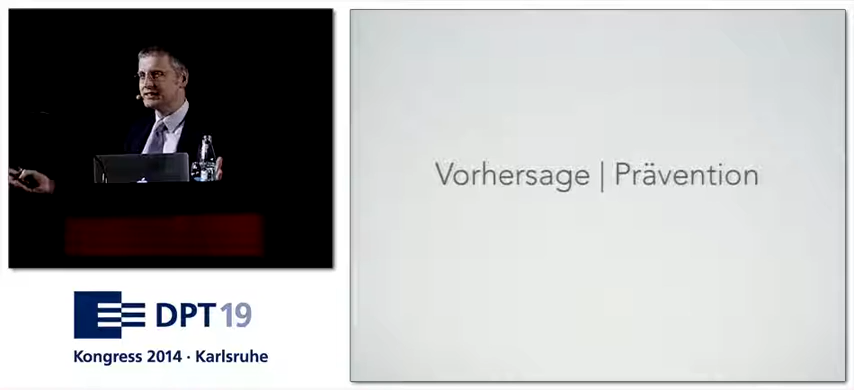 Vorhersage | Prävention
DPT 19
Kongress 2014 · Karlsruhe